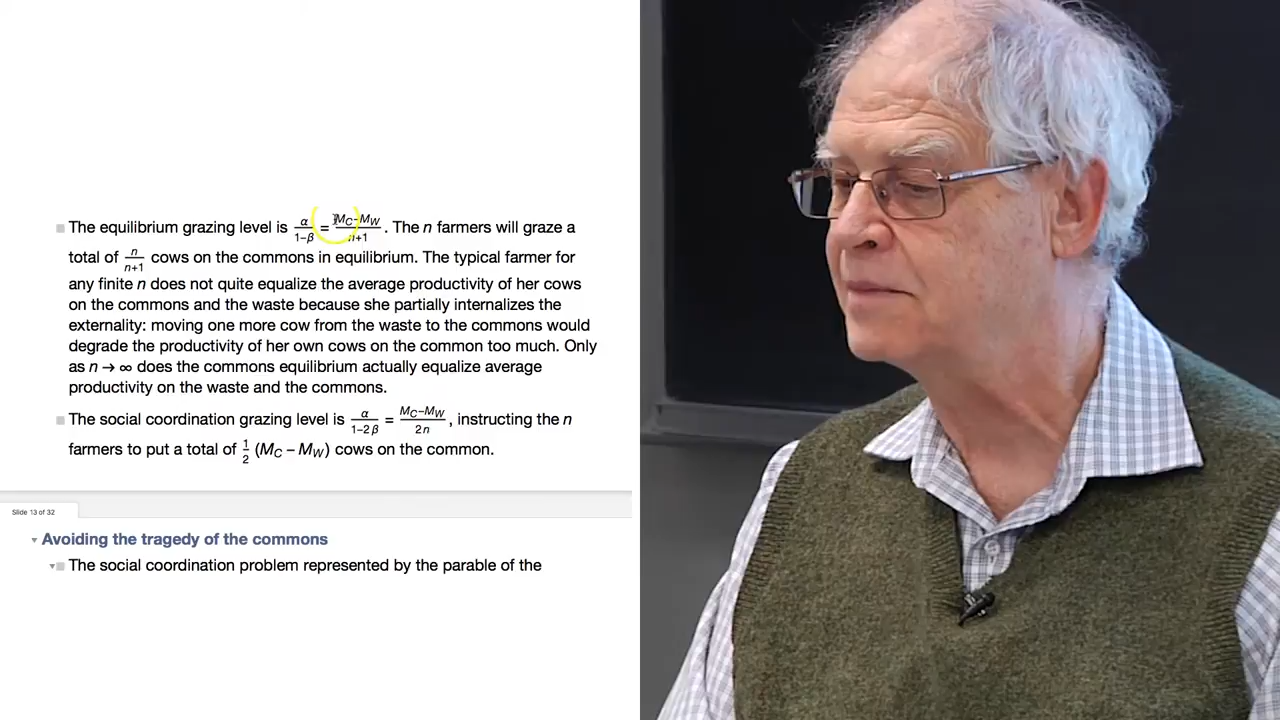 The equilibrium grazing level is α/(1-β) = (M_C-M_W)/(n+1). The n farmers will graze a
total of n/(n+1) cows on the commons in equilibrium. The typical farmer for
any finite n does not quite equalize the average productivity of her cows
on the commons and the waste because she partially internalizes the
externality: moving one more cow from the waste to the commons would
degrade the productivity of her own cows on the common too much. Only
as n → ∞ does the commons equilibrium actually equalize average
productivity on the waste and the commons.
The social coordination grazing level is α/(1-2β) = (M_C-M_W)/(2n), instructing the n
farmers to put a total of 1/2 (M_C – M_W) cows on the common.
Slide 13 of 32
Avoiding the tragedy of the commons
The social coordination problem represented by the parable of the